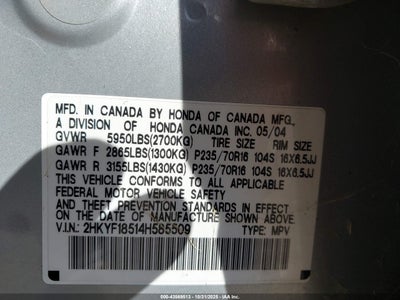 MFD. IN CANADA BY HONDA OF CANADA MFG.,
A DIVISION OF HONDA CANADA INC. 05/04
GVWR 5950LBS(2700KG) TIRE SIZE RIM SIZE
GAWR F 2865LBS(1300KG) P235/70R16 104S 16X6.5JJ
GAWR R 3155LBS(1430KG) P235/70R16 104S 16X6.5JJ
THIS VEHICLE CONFORMS TO ALL APPLICABLE
FEDERAL MOTOR VEHICLE SAFETY
AND THEFT PREVENTION STANDARDS IN EFFECT
ON THE DATE OF MANUFACTURE SHOWN ABOVE.
V.I.N.: 2HKYF18514H565509 TYPE: MPV
000-43569513 - 10/31/2025 - IAAI.COM